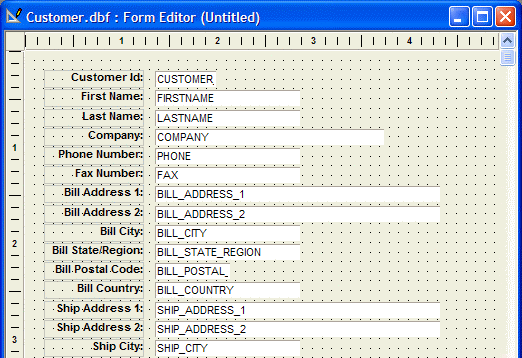 Customer.dbf : Form Editor (Untitled)
1 2 3 4
Customer Id: CUSTOMER
First Name: FIRSTNAME
Last Name: LASTNAME
Company: COMPANY
1
Phone Number: PHONE
Fax Number: FAX
Bill Address 1: BILL_ADDRESS_1
Bill Address 2: BILL_ADDRESS_2
Bill City: BILL_CITY
2
Bill State/Region: BILL_STATE_REGION
Bill Postal Code: BILL_POSTAL_
Bill Country: BILL_COUNTRY
Ship Address 1: SHIP_ADDRESS_1
Ship Address 2: SHIP_ADDRESS_2
3
Ship City: SHIP_CITY